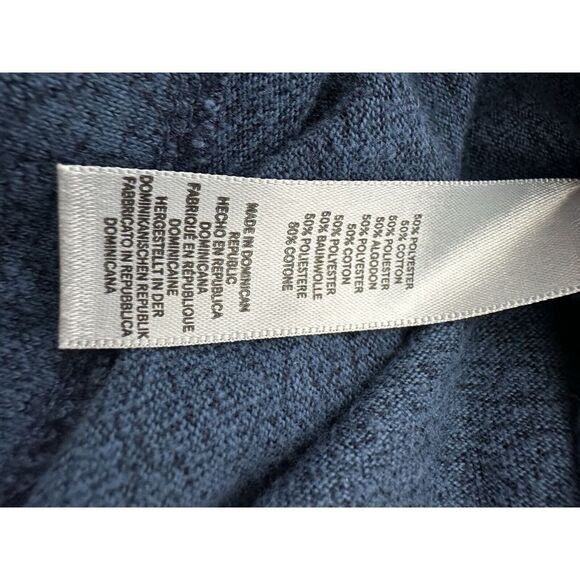 50% POLYESTER
50% COTTON
50% POLIESTER
50% ALGODON
50% POLYESTER
50% COTON
50% POLYESTER
50% BAUMWOLLE
50% POLIESTERE
50% COTONE
MADE IN DOMINICAN
REPUBLIC
HECHO EN REPUBLICA
DOMINICANA
FABRIQUE EN RÉPUBLIQUE
DOMINICAINE
HERGESTELLT IN DER
DOMINIKANISCHEN REPUBLIK
FABBRICATO IN REPUBBLICA
DOMINICANA